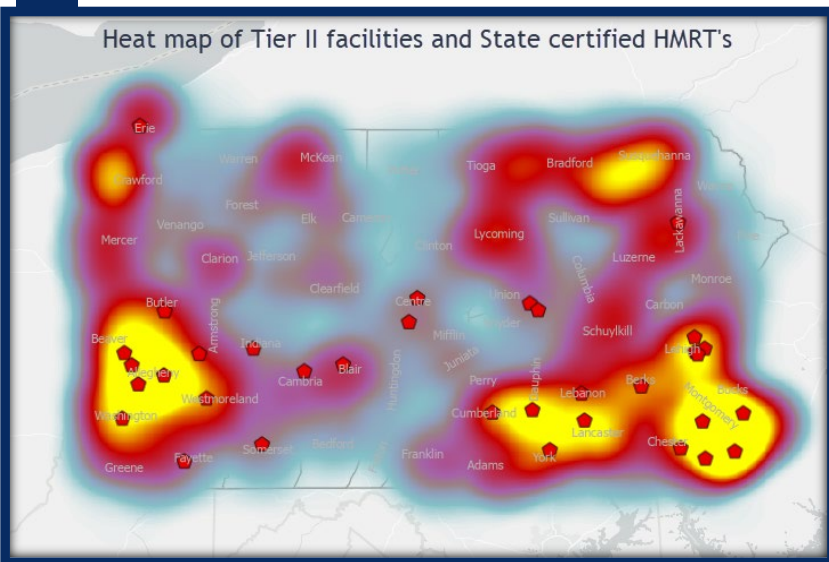 Heat map of Tier II facilities and State certified HMRT's
Erie
Warren
McKean
Tioga
Bradford
Susquehanna
Crawford
Wayne
Forest
Elk
Cameron
Sullivan
Lackawanna
Venango
Mercer
Clinton
Lycoming
Clarion
Jefferson
Luzerne
Columbia
Monroe
Clearfield
Butler
Centre
Union
Carbon
Armstrong
Snyder
Schuylkill
Beaver
Indiana
Mifflin
Lehigh
Juniata
Allegheny
Cambria
Blair
Huntingdon
Perry
Dauphin
Berks
Lebanon
Bucks
Montgomery
Westmoreland
Washington
Cumberland
Lancaster
Chester
Somerset
Bedford
Fayette
Franklin
York
Adams
Greene